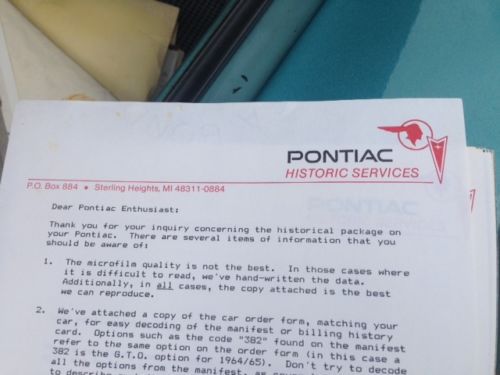 PONTIAC
HISTORIC SERVICES
P.O. Box 884 • Sterling Heights, MI 48311-0884
PONTIAC
Dear Pontiac Enthusiast:
Thank you for your inquiry concerning the historical package on
your Pontiac. There are several items of information that you
should be aware of:
1. The microfilm quality is not the best. In those cases where
it is difficult to read, we've hand-written the data.
Additionally, in all cases, the copy attached is the best
we can reproduce.
2. We've attached a copy of the car order form, matching your
car, for easy decoding of the manifest or billing history
card. Options such as the code "382" found on the manifest
refer to the same option on the order form (in this case a
382 is the G.T.O. option for 1964/65). Don't try to decode
all the options from the manifest, as
to describe